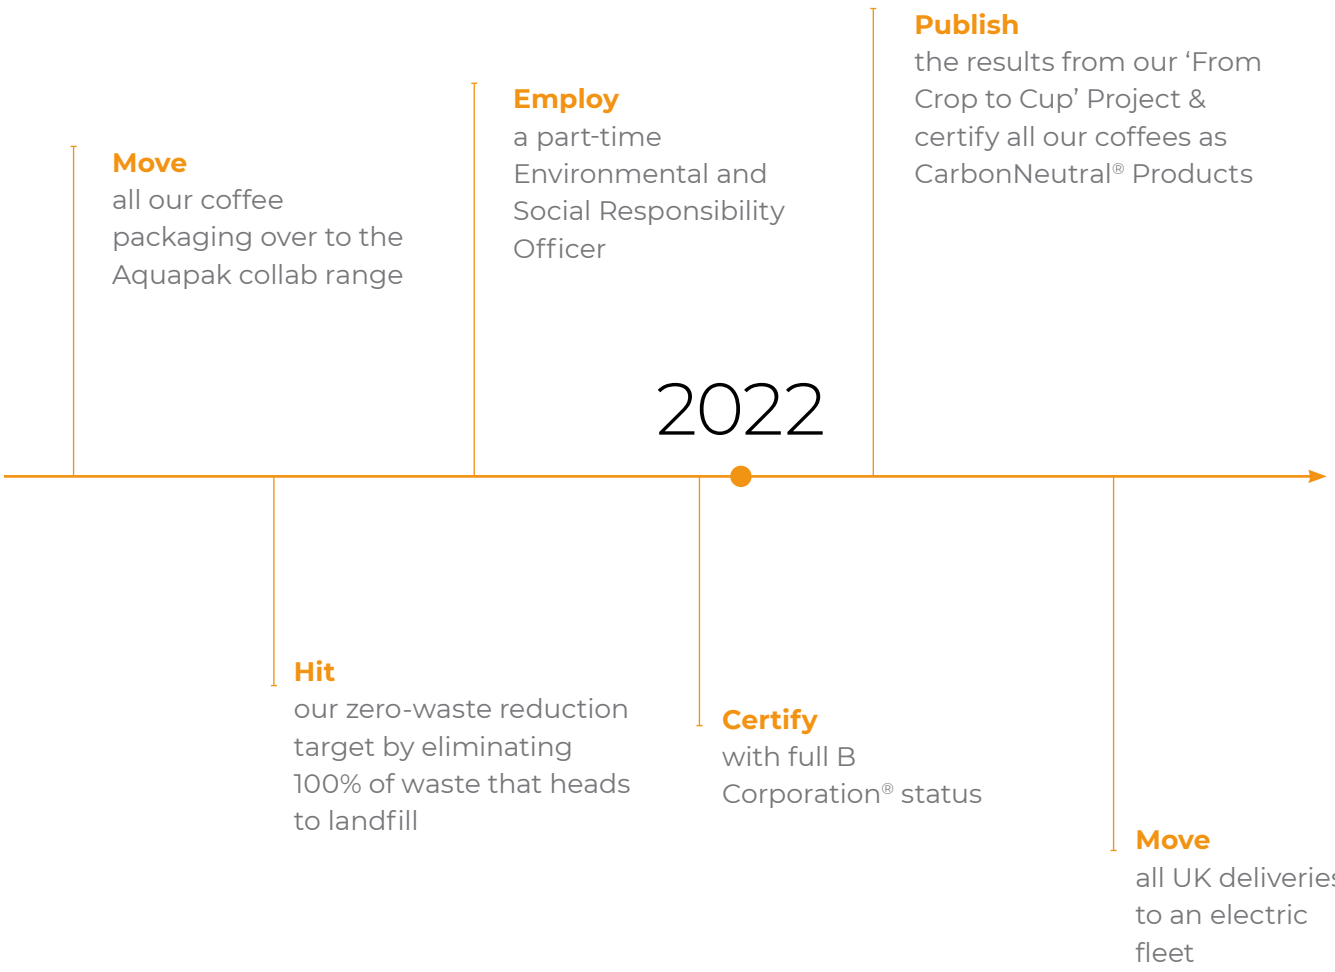 Move
all our coffee
packaging over to the
Aquapak collab range
Hit
our zero-waste reduction
target by eliminating
100% of waste that heads
to landfill
Employ
a part-time
Environmental and
Social Responsibility
Officer
2022
Certify
with full B
Corporation® status
Publish
the results from our ‘From
Crop to Cup’ Project &
certify all our coffees as
CarbonNeutral® Products
Move
all UK deliveries
to an electric
fleet